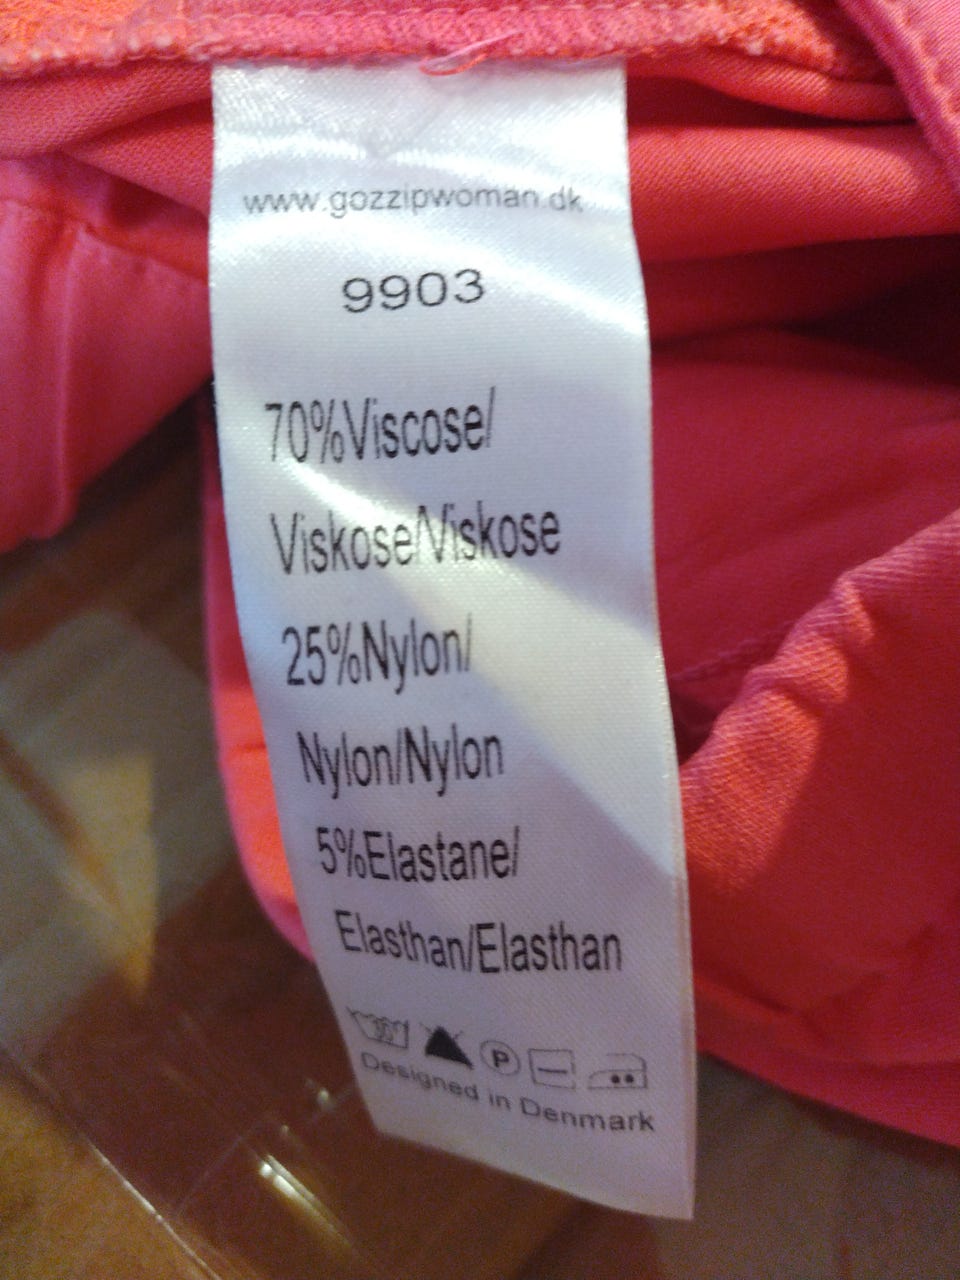 www.gozzipwoman.dk
9903
70%Viscose/
Viskose/Viskose
25%Nylon/
Nylon/Nylon
5%Elastane/
Elasthan/Elasthan
30° P
Designed in Denmark